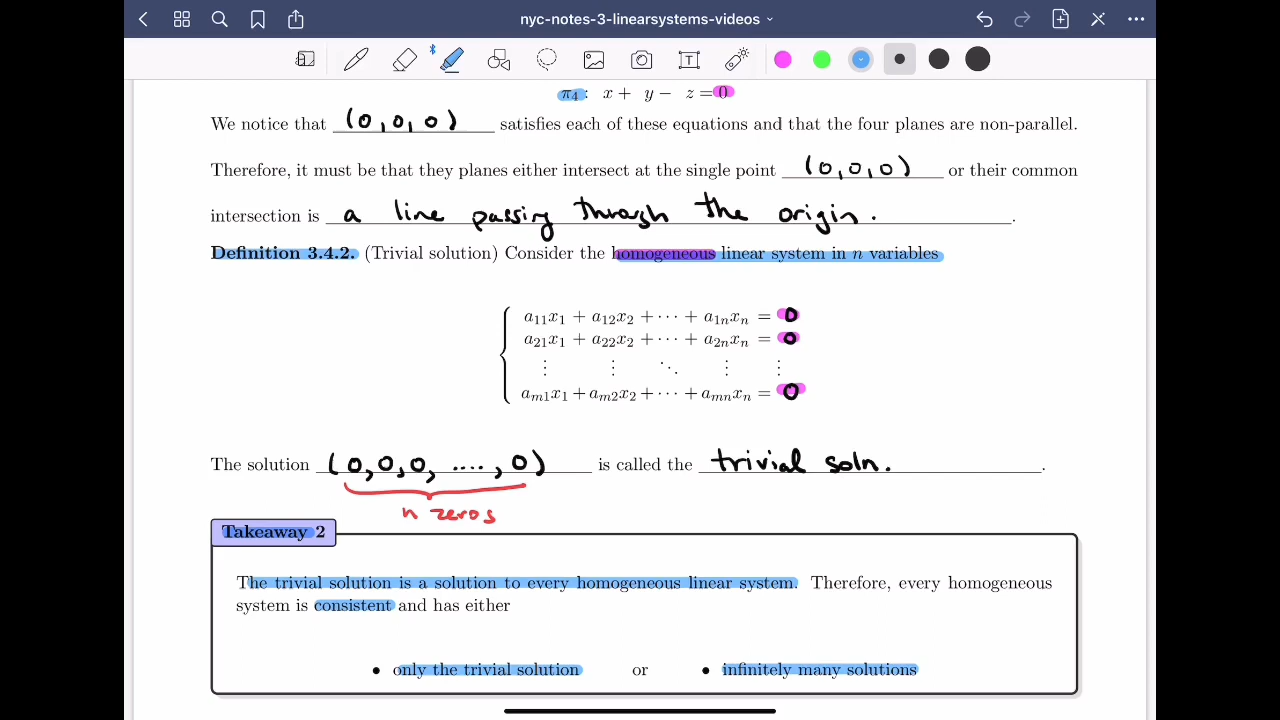 nyc-notes-3-linearsystems-videos
π₄: x + y − z = 0
We notice that (0,0,0) satisfies each of these equations and that the four planes are non-parallel.
Therefore, it must be that they planes either intersect at the single point (0,0,0) or their common
intersection is a line passing through the origin. .
Definition 3.4.2. (Trivial solution) Consider the homogeneous linear system in n variables
a₁₁x₁ + a₁₂x₂ + ⋯ + a₁ₙxₙ = 0
a₂₁x₁ + a₂₂x₂ + ⋯ + a₂ₙxₙ = 0
⋮ ⋮ ⋱ ⋮ ⋮
aₘ₁x₁ + aₘ₂x₂ + ⋯ + aₘₙxₙ = 0
The solution (0,0,0, ...., 0) is called the trivial soln. .
n zeros
Takeaway 2
The trivial solution is a solution to every homogeneous linear system. Therefore, every homogeneous
system is consistent and has either
• only the trivial solution or • infinitely many solutions